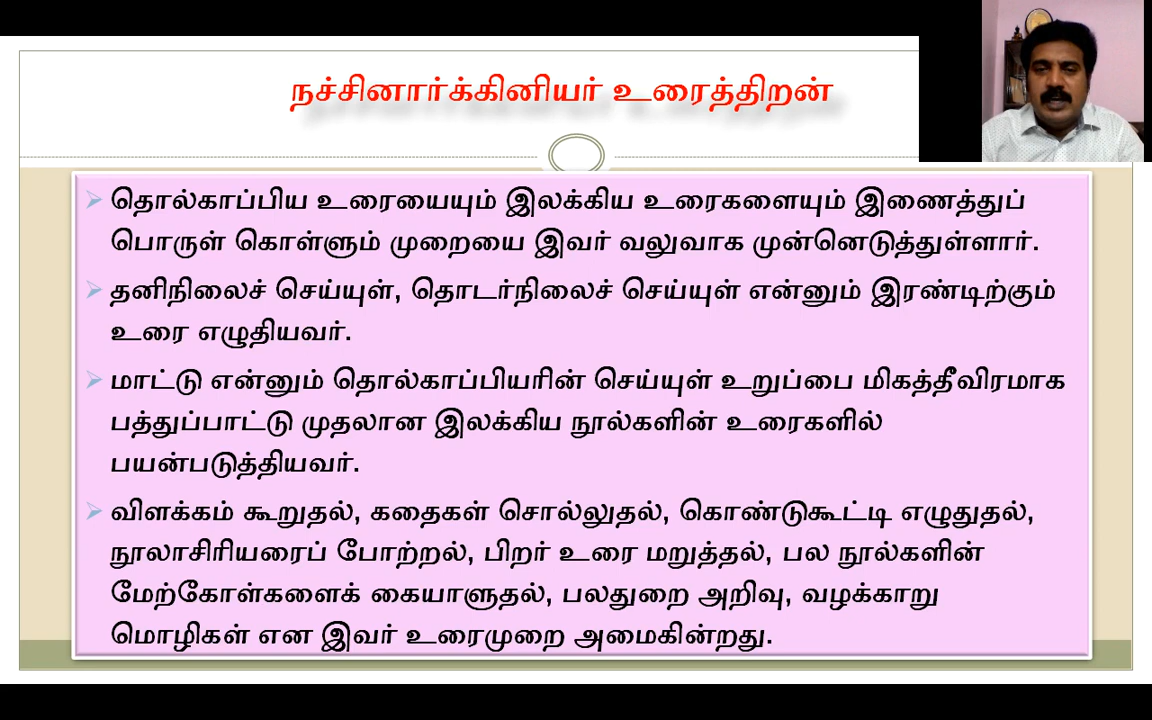 நச்சினார்க்கினியர் உரைத்திறன்
தொல்காப்பிய உரையையும் இலக்கிய உரைகளையும் இணைத்துப்
பொருள் கொள்ளும் முறையை இவர் வலுவாக முன்னெடுத்துள்ளார்.
தனிநிலைச் செய்யுள், தொடர்நிலைச் செய்யுள் என்னும் இரண்டிற்கும்
உரை எழுதியவர்.
மாட்டு என்னும் தொல்காப்பியரின் செய்யுள் உறுப்பை மிகத்தீவிரமாக
பத்துப்பாட்டு முதலான இலக்கிய நூல்களின் உரைகளில்
பயன்படுத்தியவர்.
விளக்கம் கூறுதல், கதைகள் சொல்லுதல், கொண்டுகூட்டி எழுதுதல்,
நூலாசிரியரைப் போற்றல், பிறர் உரை மறுத்தல், பல நூல்களின்
மேற்கோள்களைக் கையாளுதல், பலதுறை அறிவு, வழக்காறு
மொழிகள் என இவர் உரைமுறை அமைகின்றது.